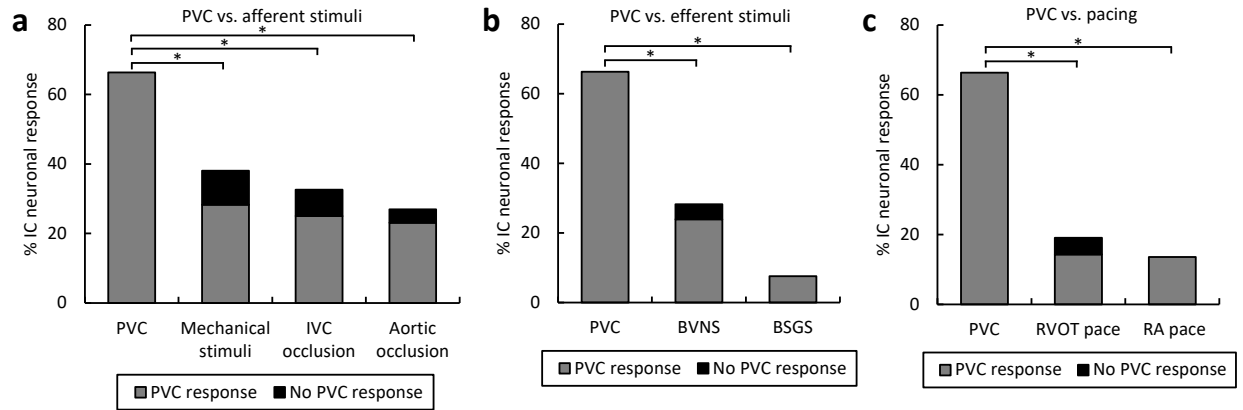 a
PVC vs. afferent stimuli
% IC neuronal response
80
60
40
20
0
*
*
*
PVC
Mechanical
stimuli
IVC
occlusion
Aortic
occlusion
PVC response
No PVC response
b
PVC vs. efferent stimuli
% IC neuronal response
80
60
40
20
0
*
*
PVC
BVNS
BSGS
PVC response
No PVC response
c
PVC vs. pacing
% IC neuronal response
80
60
40
20
0
*
*
PVC
RVOT pace
RA pace
PVC response
No PVC response